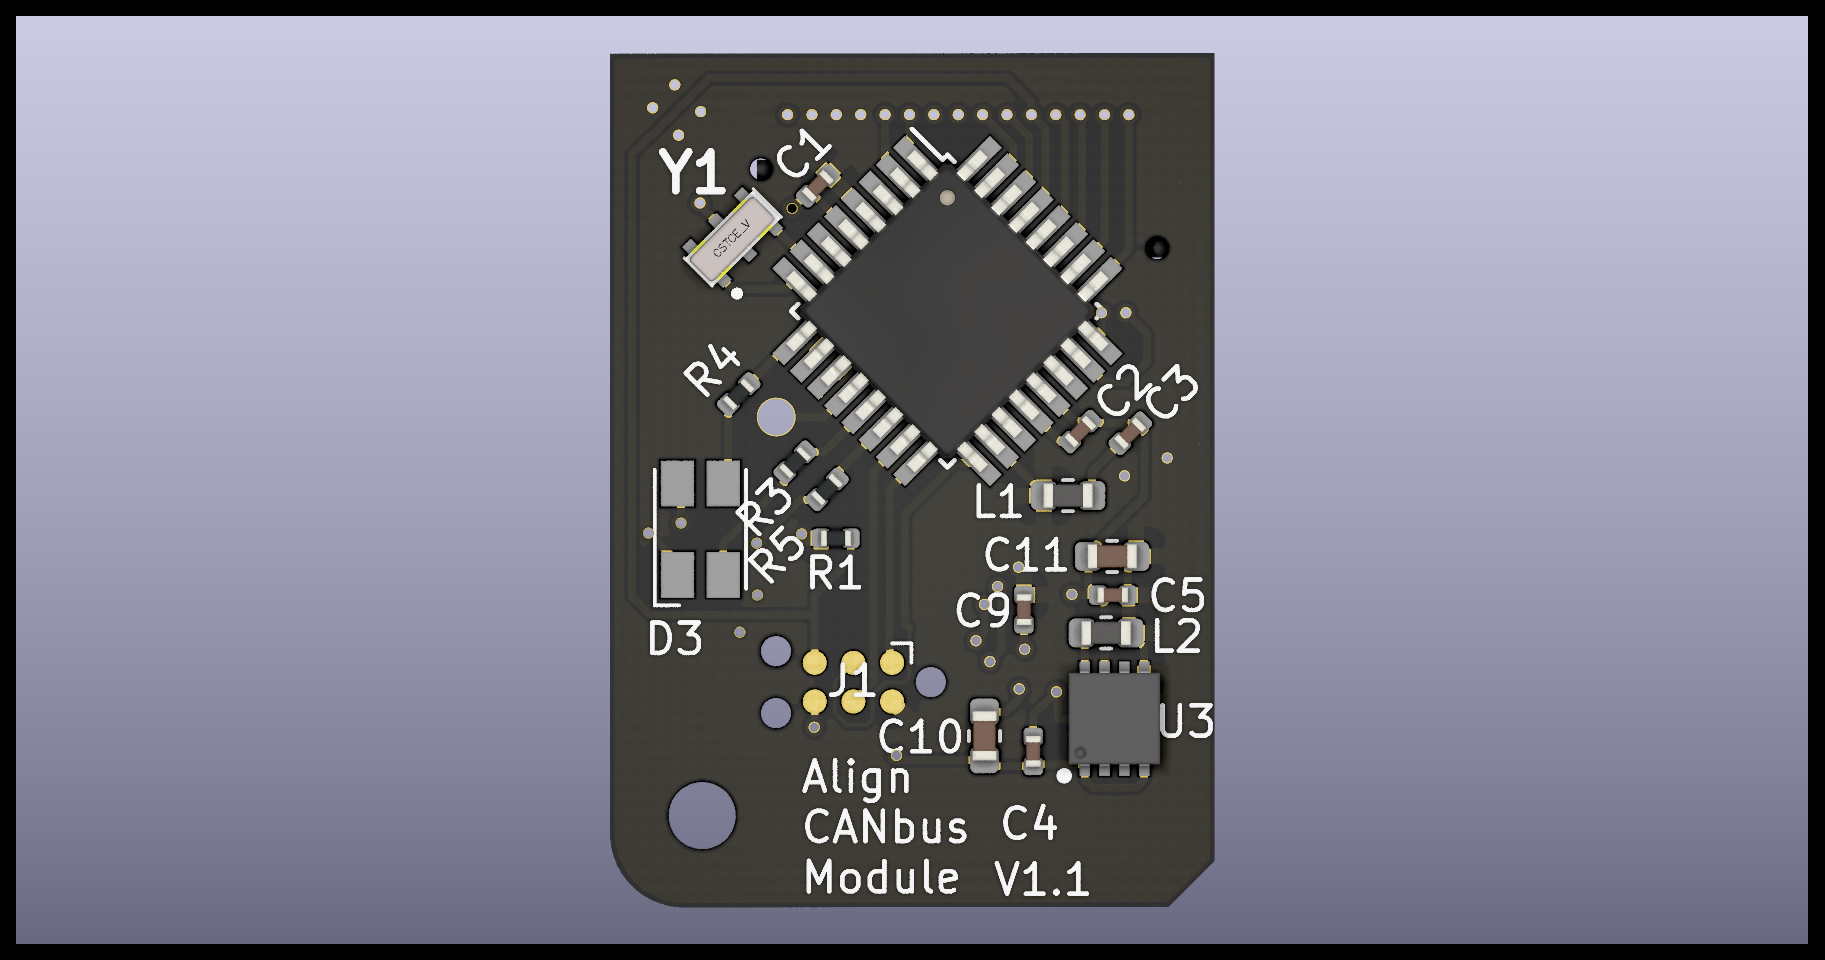 C1
Y1
CSTCE_V
R4
C2
C3
R3
L1
R5
C11
R1
C5
C9
L2
D3
J1
U3
C10
Align
CANbus
C4
Module V1.1